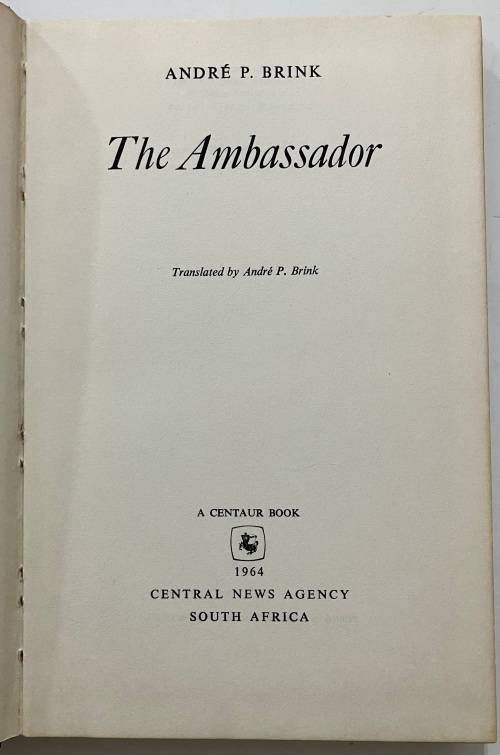 ANDRÉ P. BRINK
The Ambassador
Translated by André P. Brink
A CENTAUR BOOK
1964
CENTRAL NEWS AGENCY
SOUTH AFRICA